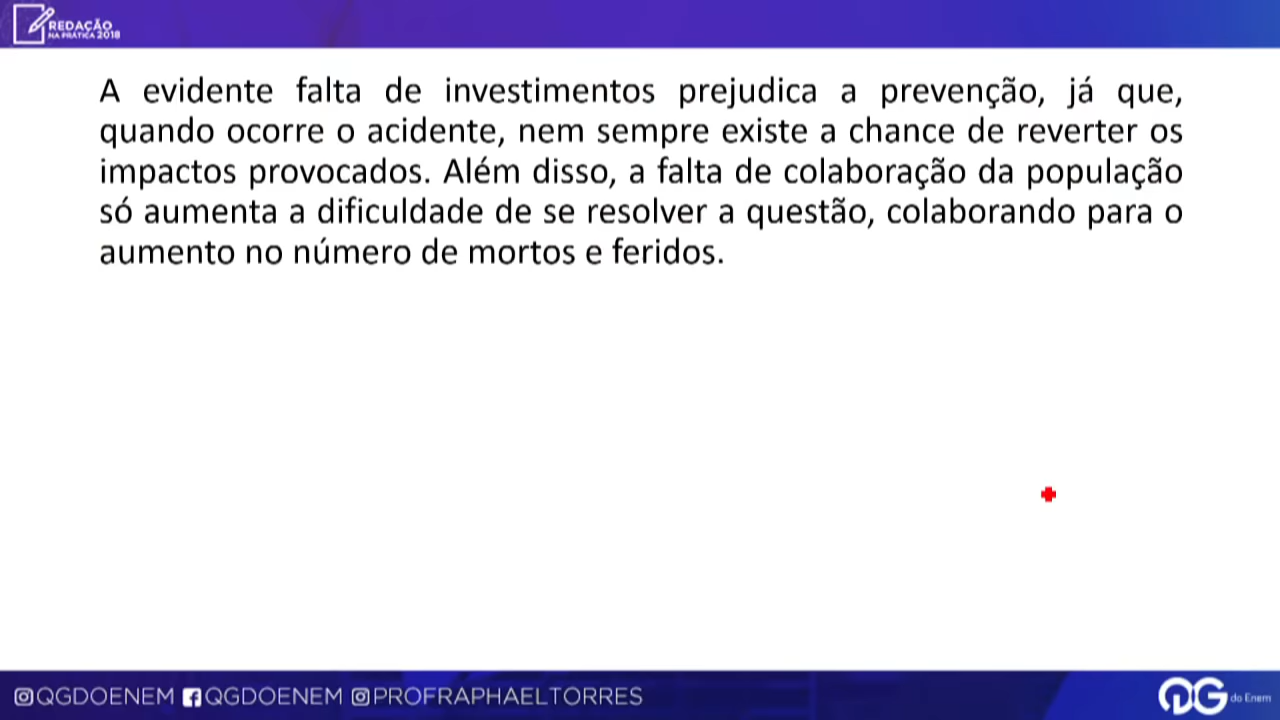 REDAÇÃO
NA PRÁTICA 2018
A evidente falta de investimentos prejudica a prevenção, já que,
quando ocorre o acidente, nem sempre existe a chance de reverter os
impactos provocados. Além disso, a falta de colaboração da população
só aumenta a dificuldade de se resolver a questão, colaborando para o
aumento no número de mortos e feridos.
@QGDOENEM QGDOENEM @PROFRAPHAELTORRES
QG do Enem